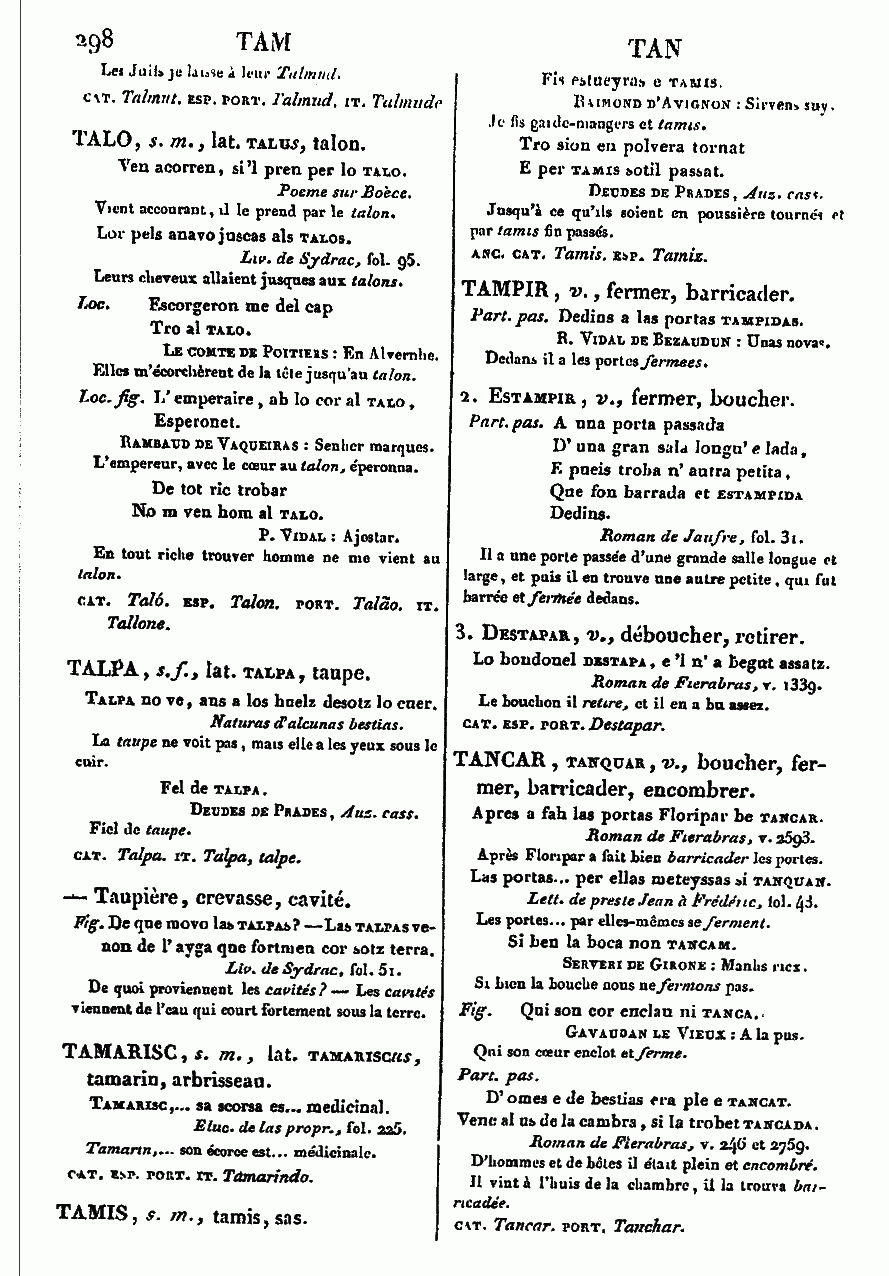 298 TAM TAN
Les Juifs je laisse à leur Talmud.
CAT. Talmut. ESP. PORT. Talmud. IT. Talmude
TALO, s. m., lat. TALUS, talon.
Ven acorren, si'l pren per lo TALO.
Poeme sur Boèce.
Vient accourant, il le prend par le talon.
Lor pels anavo juscas als TALOS.
Liv. de Sydrac, fol. 95.
Leurs cheveux allaient jusques aux talons.
Loc. Escorgeron me del cap
Tro al TALO.
LE COMTE DE POITIERS : En Alvernhe.
Elles m'écorchèrent de la tête jusqu'au talon.
Loc. fig. L'emperaire, ab lo cor al TALO,
Esperonet.
RAMBAUD DE VAQUEIRAS : Senher marques.
L'empereur, avec le cœur au talon, éperonna.
De tot ric trobar
No m ven hom al TALO.
P. VIDAL : Ajostar.
En tout riche trouver homme ne me vient au
talon.
CAT. Taló. ESP. Talon. PORT. Talão. IT.
Tallone.
TALPA, s. f., lat. TALPA, taupe.
TALPA no ve, ans a los huelz desotz lo cuer.
Naturas d'alcunas bestias.
La taupe ne voit pas, mais elle a les yeux sous le
cuir.
Fel de TALPA.
DEUDES DE PRADES, Auz. cass.
Fiel de taupe.
CAT. Talpa. IT. Talpa, talpe.
— Taupière, crevasse, cavité.
Fig. De que movo las TALPAS? — Las TALPAS ve-
non de l'ayga que fortmen cor sotz terra.
Liv. de Sydrac, fol. 51.
De quoi proviennent les cavités? — Les cavités
viennent de l'eau qui court fortement sous la terre.
TAMARISC, s. m., lat. TAMARISCUS,
tamarin, arbrisseau.
TAMARISC,... sa scorsa es... medicinal.
Eluc. de las propr., fol. 225.
Tamarin,... son écorce est... médicinale.
CAT. ESP. PORT. IT. Tamarindo.
TAMIS, s. m., tamis, sas.
Fis estueyras e TAMIS.
RAIMOND D'AVIGNON : Sirvens suy.
Je fis garde-mangers et tamis.
Tro sion en polvera tornat
E per TAMIS sotil passat.
DEUDES DE PRADES, Auz. cass.
Jusqu'à ce qu'ils soient en poussière tournés et
par tamis fin passés.
ANC. CAT. Tamis. ESP. Tamiz.
TAMPIR, v., fermer, barricader.
Part. pas. Dedins a las portas TAMPIDAS.
R. VIDAL DE BEZAUDUN : Unas novas.
Dedans il a les portes fermees.
2. ESTAMPIR, v., fermer, boucher.
Part. pas. A una porta passada
D'una gran sala longu' e lada,
E pueis troba n'autra petita,
Que fon barrada et ESTAMPIDA
Dedins.
Roman de Jaufre, fol. 31.
Il a une porte passée d'une grande salle longue et
large, et puis il en trouve une autre petite, qui fut
barrée et fermée dedans.
3. DESTAPAR, v., déboucher, retirer.
Lo boudonel DESTAPA, e 'l n' a begut assatz.
Roman de Fierabras, v. 1339.
Le bouchon il retire, et il en a bu assez.
CAT. ESP. PORT. Destapar.
TANCAR, TANQUAR, v., boucher, fer-
mer, barricader, encombrer.
Apres a fah las portas Floripar be TANCAR.
Roman de Fierabras, v. 2593.
Après Floripar a fait bien barricader les portes.
Las portas... per ellas meteyssas si TANQUAN.
Lett. de preste Jean à Frédéric, fol. 43.
Les portes... par elles-mêmes se ferment.
Si ben la boca non TANCAM.
SERVERI DE GIRONE : Manhs ricx.
Si bien la bouche nous ne fermons pas.
Fig. Qui son cor enclau ni TANCA.
GAVAUDAN LE VIEUX : A la pus.
Qui son cœur enclot et ferme.
Part. pas.
D'omes e de bestias era ple e TANCAT.
Venc al us de la cambra, si la trobet TANCADA.
Roman de Fierabras, v. 246 et 2759.
D'hommes et de bêtes il était plein et encombré.
Il vint à l'huis de la chambre, il la trouva bar-
ricadée.
CAT. Tancar. PORT. Tanchar.